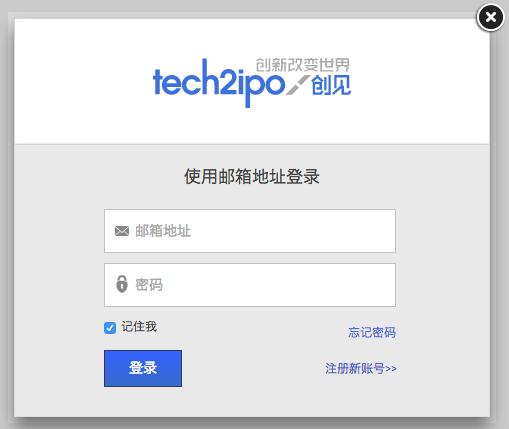 创新改变世界
tech2ipo 创见
使用邮箱地址登录
邮箱地址
密码
记住我
忘记密码
登录
注册新账号>>